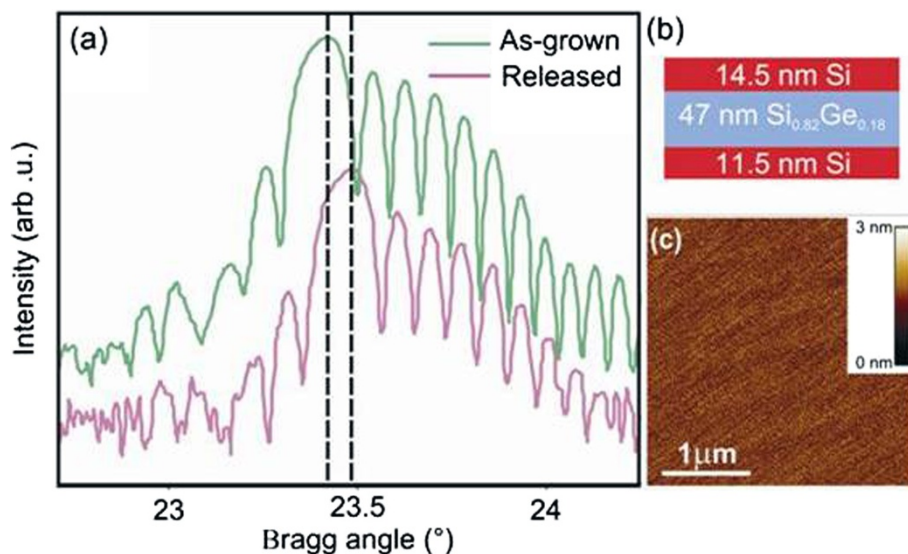 (a)
As-grown
Released
Intensity (arb .u.)
23
23.5
24
Bragg angle (°)
(b)
14.5 nm Si
47 nm Si₀.₈₂Ge₀.₁₈
11.5 nm Si
(c)
3 nm
0 nm
1μm